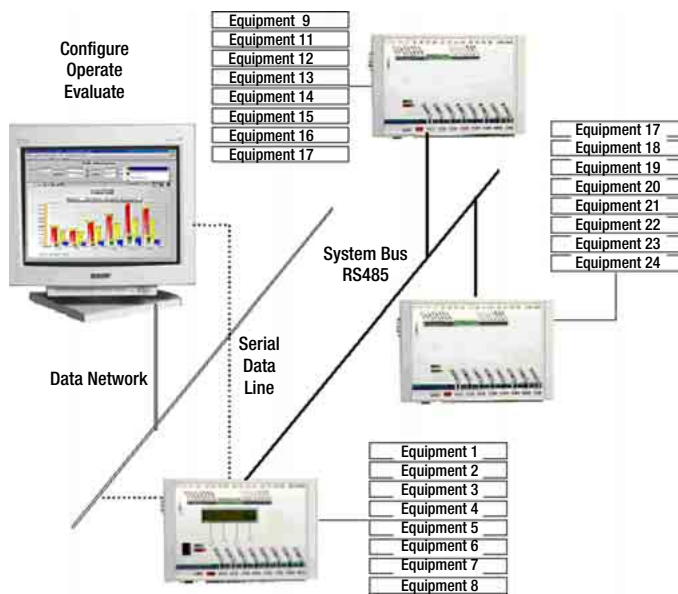 Configure
Operate
Evaluate
Equipment 9
Equipment 11
Equipment 12
Equipment 13
Equipment 14
Equipment 15
Equipment 16
Equipment 17
Equipment 17
Equipment 18
Equipment 19
Equipment 20
Equipment 21
Equipment 22
Equipment 23
Equipment 24
System Bus
RS485
Serial
Data
Line
Data Network
Equipment 1
Equipment 2
Equipment 3
Equipment 4
Equipment 5
Equipment 6
Equipment 7
Equipment 8